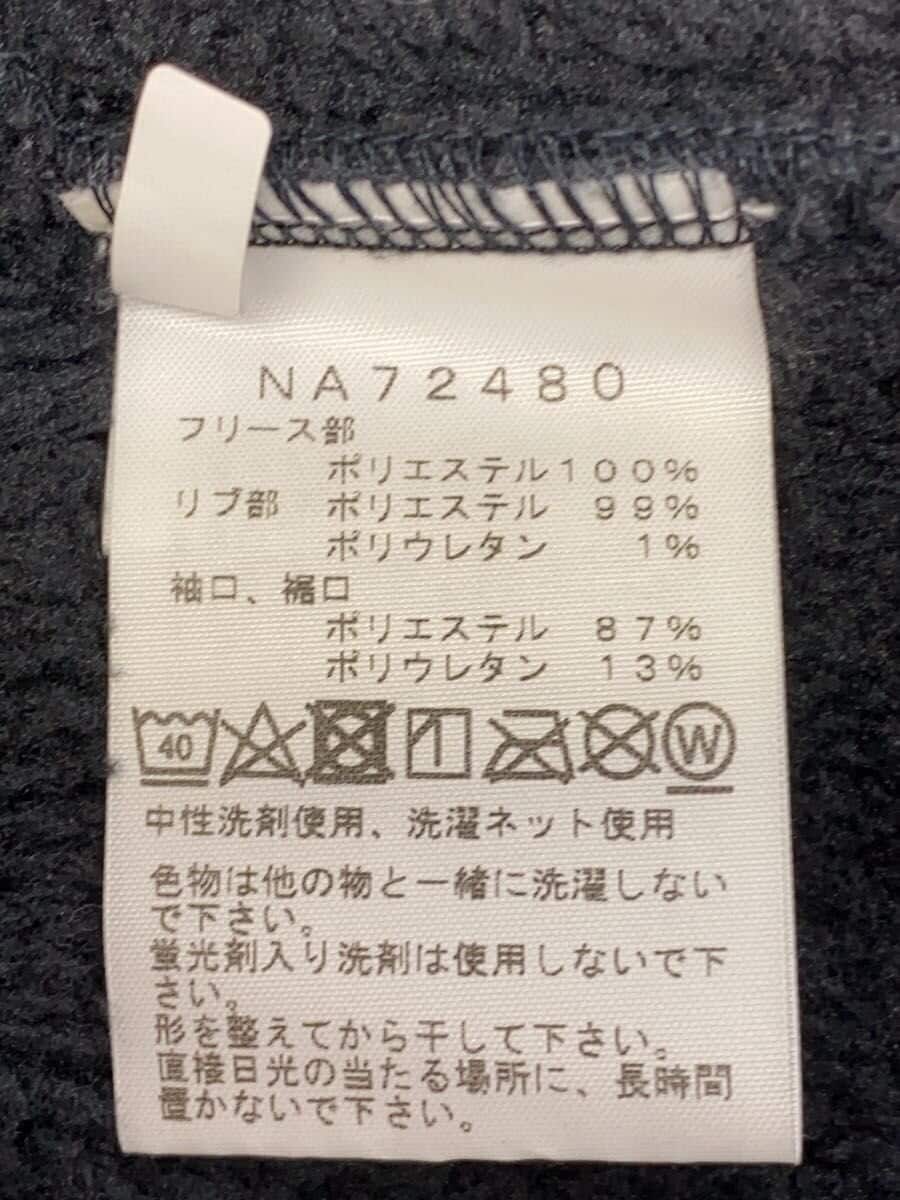 NA72480
フリース部
ポリエステル100%
リブ部 ポリエステル 99%
ポリウレタン 1%
袖口、裾口
ポリエステル 87%
ポリウレタン 13%
40 W
中性洗剤使用、洗濯ネット使用
色物は他の物と一緒に洗濯しない
で下さい。
蛍光剤入り洗剤は使用しないで下
さい。
形を整えてから干して下さい。
直接日光の当たる場所に、長時間
置かないで下さい。